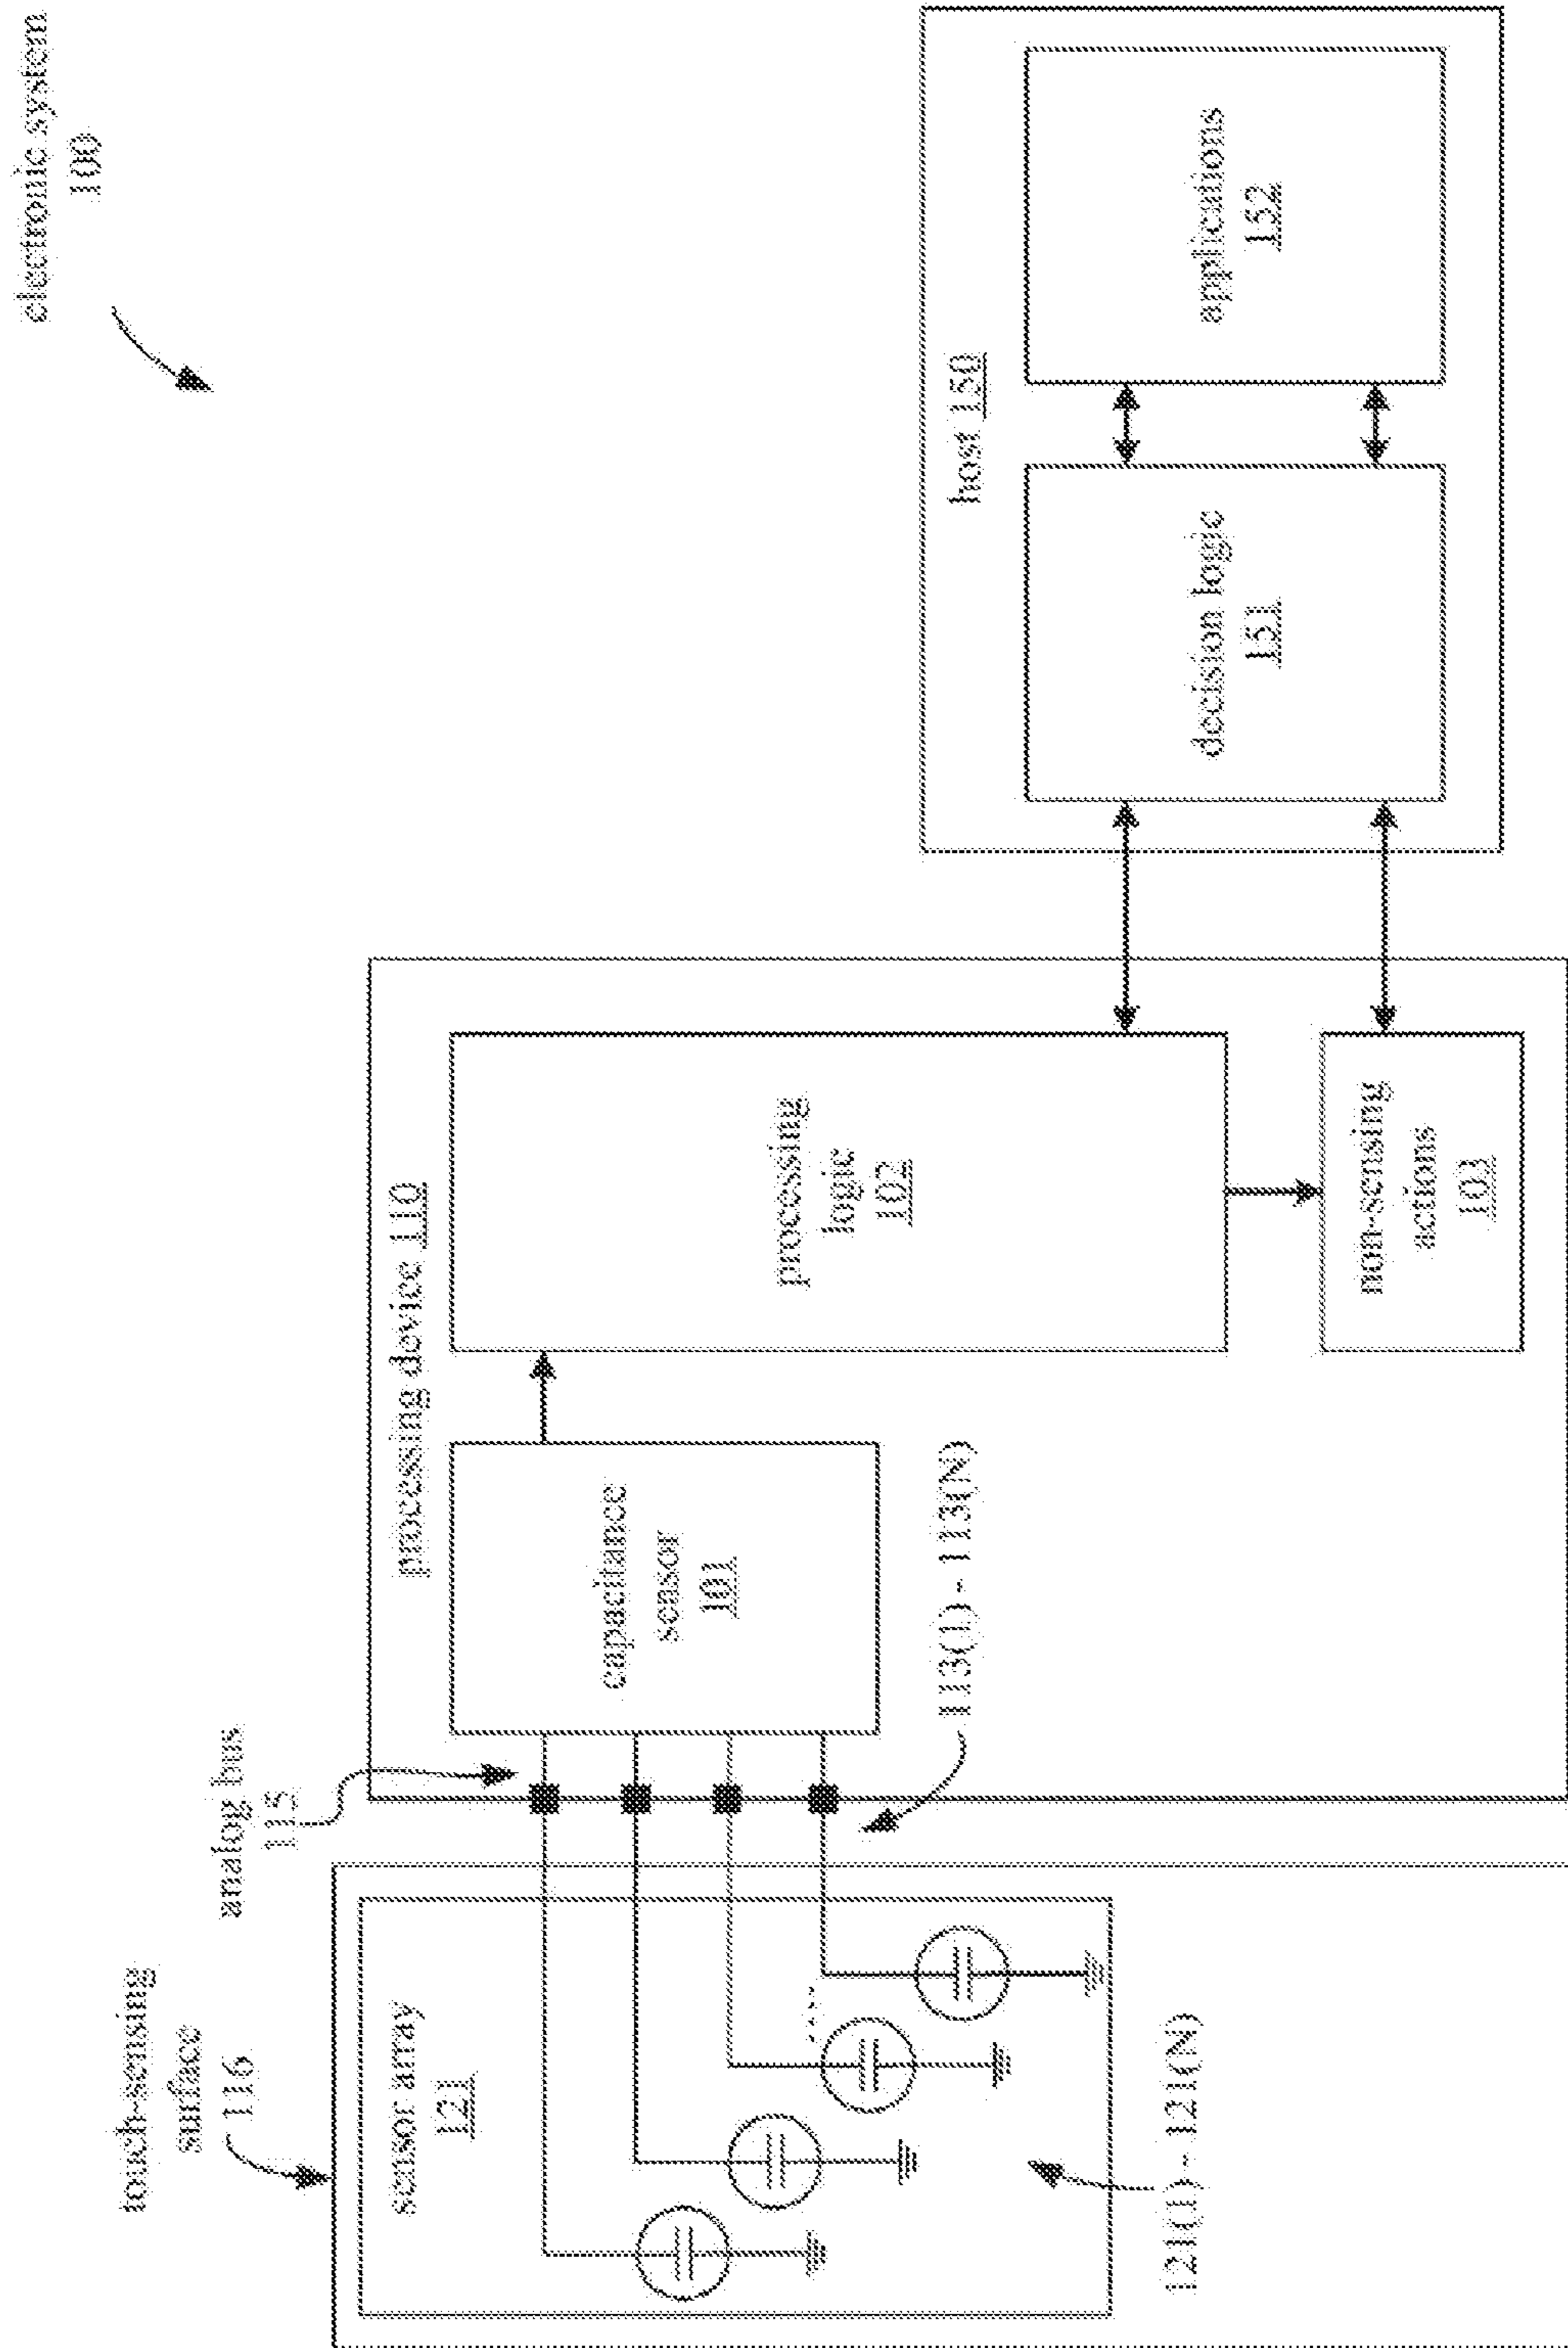 electronic system
100
touch-sensing
surface
116
analog bus
115
sensor array
121
121(1) - 121(N)
113(1) - 113(N)
processing device 110
capacitance
sensor
101
processing
logic
102
non-sensing
actions
103
host 150
decision logic
151
applications
152